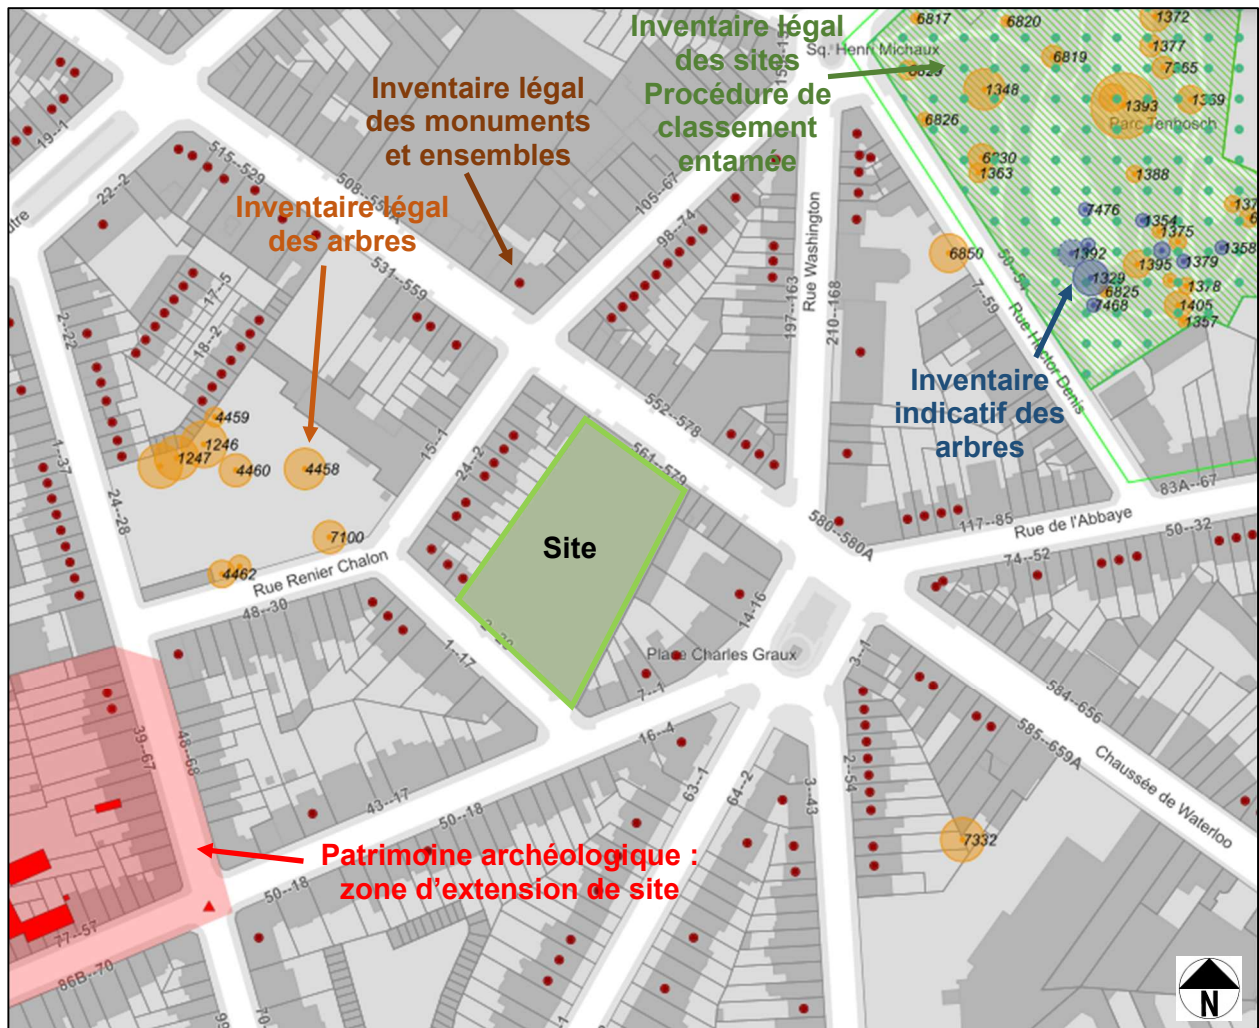 6817
6820
1372
Inventaire légal
des sites
Procédure de
classement
entamée
Sq. Henri Michaux
1377
7365
6819
6829
1348
1369
1393
Parc Tenbosch
6826
Inventaire légal
des monuments
et ensembles
19--1
515--529
22--2
105--67
6830
1363
1388
Inventaire légal
des arbres
98--74
7476
1354
1375
1392
1358
1379
1395
1329
6825
1378
7468
1405
1357
6850
50--54
7--59
Rue Washington
197--163
210--168
Rue Hector Denis
531--559
17--5
18--2
2--22
Inventaire
indicatif des
arbres
4459
1246
1247
4460
4458
15--1
24--2
552--578
561--579
1--37
24--28
83A--67
117--85
Rue de l'Abbaye
50--32
580--580A
74--52
7100
4462
Rue Renier Chalon
48--30
Site
1--17
14-16
Place Charles Graux
7--1
3--1
584--656
585--659A
Chaussée de Waterloo
39--67
48--68
16--4
63--1
64--2
3--43
2--54
43--17
50--18
7332
Patrimoine archéologique :
zone d'extension de site
50--18
77--57
86B--70
N